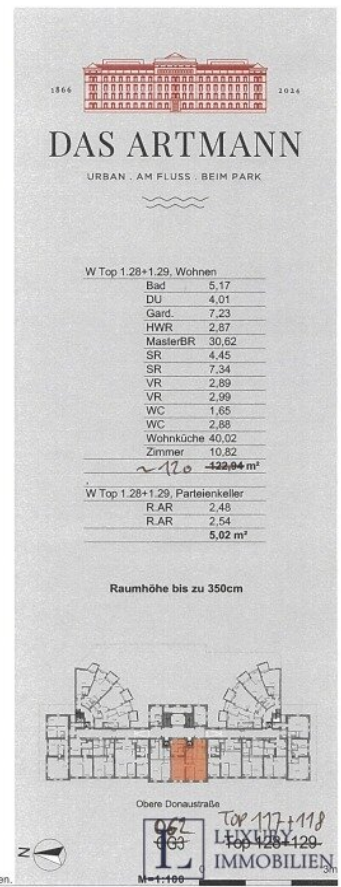 1866 2024
DAS ARTMANN
URBAN . AM FLUSS . BEIM PARK
W Top 1.28+1.29, Wohnen
Bad 5,17
DU 4,01
Gard. 7,23
HWR 2,87
MasterBR 30,62
SR 4,45
SR 7,34
VR 2,89
VR 2,99
WC 1,65
WC 2,88
Wohnküche 40,02
Zimmer 10,82
~ 120 122,94 m²
W Top 1.28+1.29, Parteienkeller
R.AR 2,48
R.AR 2,54
5,02 m²
Raumhöhe bis zu 350cm
Obere Donaustraße
062 Top 117+118
Top 128+129
LUXURY
IMMOBILIEN
N
en. M=1:100 0 3m